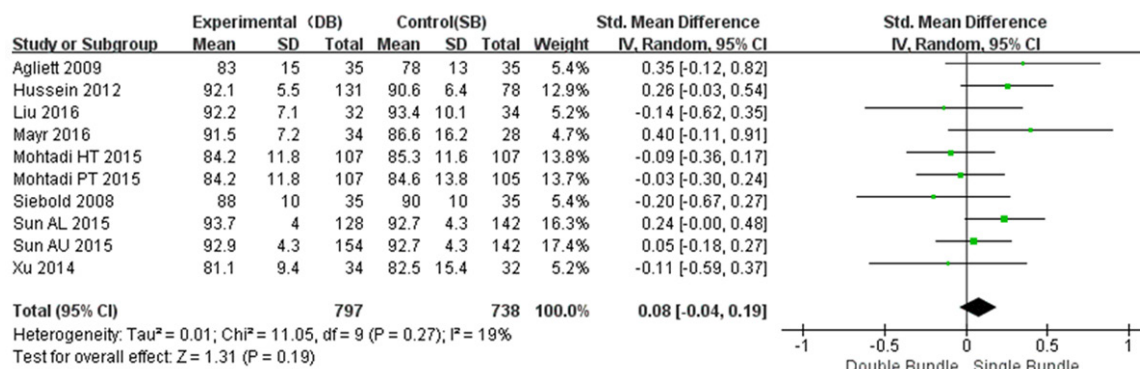 Experimental (DB) Control(SB) Std. Mean Difference Std. Mean Difference
Study or Subgroup Mean SD Total Mean SD Total Weight IV, Random, 95% CI IV, Random, 95% CI
Agliett 2009 83 15 35 78 13 35 5.4% 0.35 [-0.12, 0.82]
Hussein 2012 92.1 5.5 131 90.6 6.4 78 12.9% 0.26 [-0.03, 0.54]
Liu 2016 92.2 7.1 32 93.4 10.1 34 5.2% -0.14 [-0.62, 0.35]
Mayr 2016 91.5 7.2 34 86.6 16.2 28 4.7% 0.40 [-0.11, 0.91]
Mohtadi HT 2015 84.2 11.8 107 85.3 11.6 107 13.8% -0.09 [-0.36, 0.17]
Mohtadi PT 2015 84.2 11.8 107 84.6 13.8 105 13.7% -0.03 [-0.30, 0.24]
Siebold 2008 88 10 35 90 10 35 5.5% -0.20 [-0.67, 0.27]
Sun AL 2015 93.7 4 128 92.7 4.3 142 16.3% 0.24 [-0.00, 0.48]
Sun AU 2015 92.9 4.3 154 92.7 4.3 142 17.4% 0.05 [-0.18, 0.27]
Xu 2014 81.1 9.4 34 82.5 15.4 32 5.2% -0.11 [-0.59, 0.37]
Total (95% CI) 797 738 100.0% 0.08 [-0.04, 0.19]
Heterogeneity: Tau² = 0.01; Chi² = 11.05, df = 9 (P = 0.27); I² = 19%
Test for overall effect: Z = 1.31 (P = 0.19)
-1 -0.5 0 0.5 1
Double Bundle Single Bundle